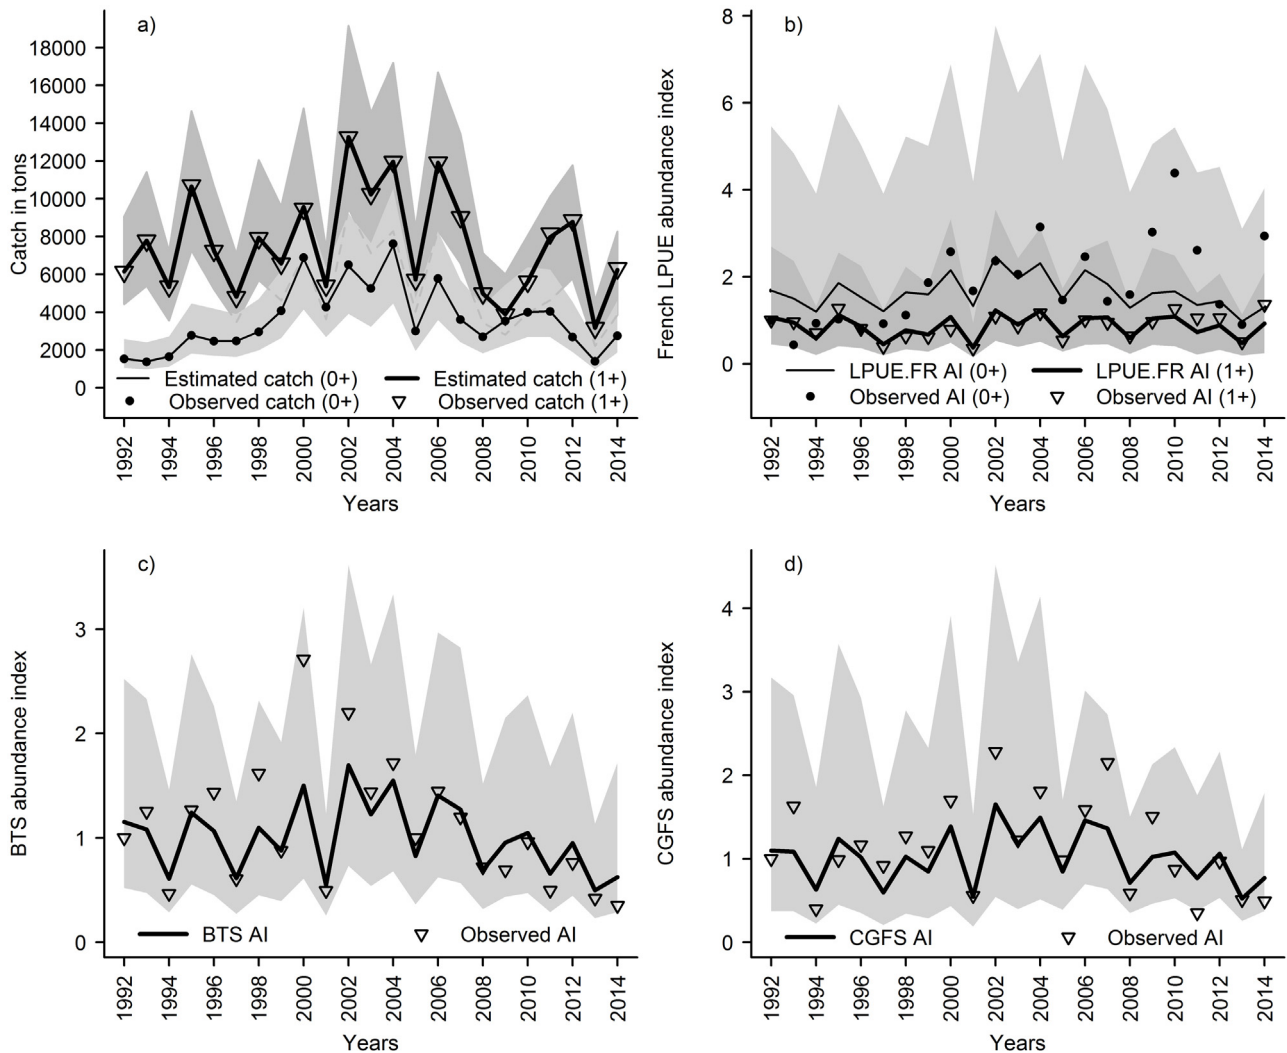 a)
18000
16000
14000
12000
10000
8000
6000
4000
2000
0
Catch in tons
Estimated catch (0+) Estimated catch (1+)
Observed catch (0+) Observed catch (1+)
1992 1994 1996 1998 2000 2002 2004 2006 2008 2010 2012 2014
Years
b)
8
6
4
2
0
French LPUE abundance index
LPUE.FR AI (0+) LPUE.FR AI (1+)
Observed AI (0+) Observed AI (1+)
1992 1994 1996 1998 2000 2002 2004 2006 2008 2010 2012 2014
Years
c)
3
2
1
0
BTS abundance index
BTS AI Observed AI
1992 1994 1996 1998 2000 2002 2004 2006 2008 2010 2012 2014
Years
d)
4
3
2
1
0
CGFS abundance index
CGFS AI Observed AI
1992 1994 1996 1998 2000 2002 2004 2006 2008 2010 2012 2014
Years